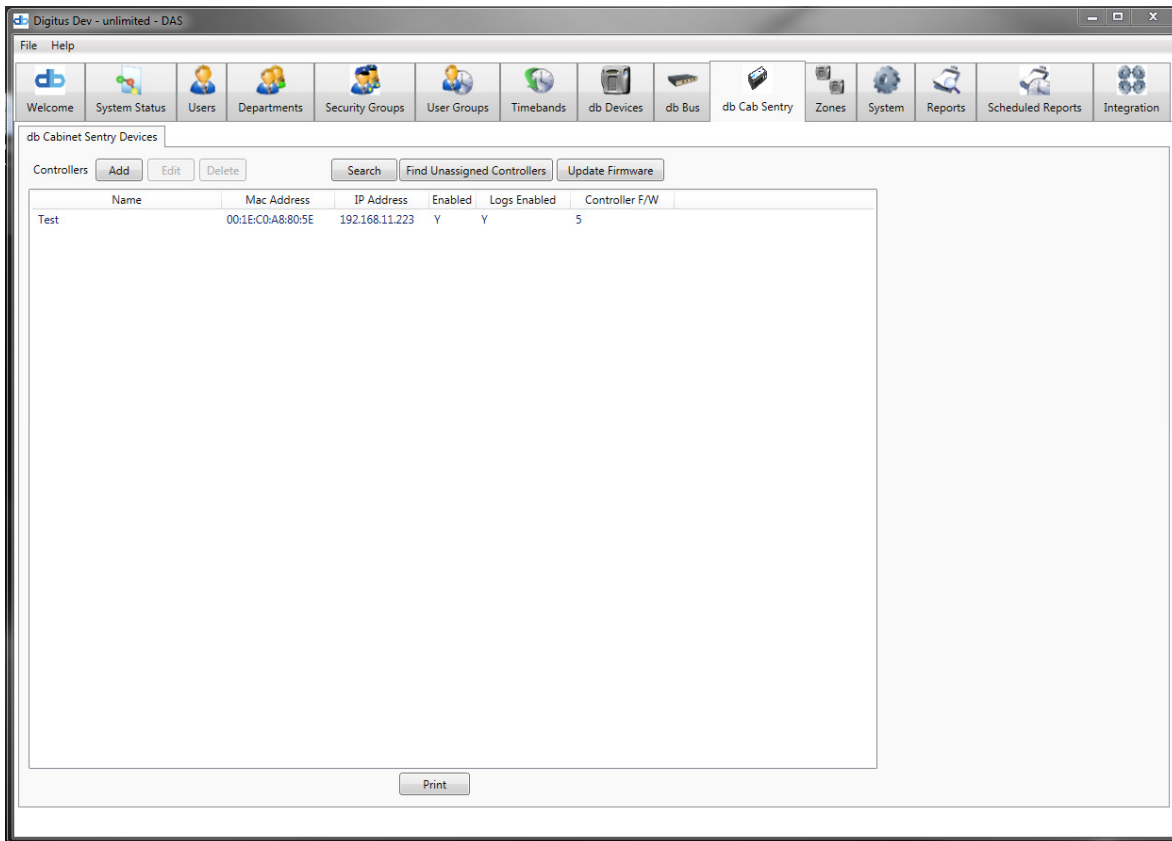 Digitus Dev - unlimited - DAS
File Help
db
Welcome System Status Users Departments Security Groups User Groups Timebands db Devices db Bus db Cab Sentry Zones System Reports Scheduled Reports Integration
db Cabinet Sentry Devices
Controllers Add Edit Delete Search Find Unassigned Controllers Update Firmware
Name Mac Address IP Address Enabled Logs Enabled Controller F/W
Test 00:1E:C0:A8:80:5E 192.168.11.223 Y Y 5
Print